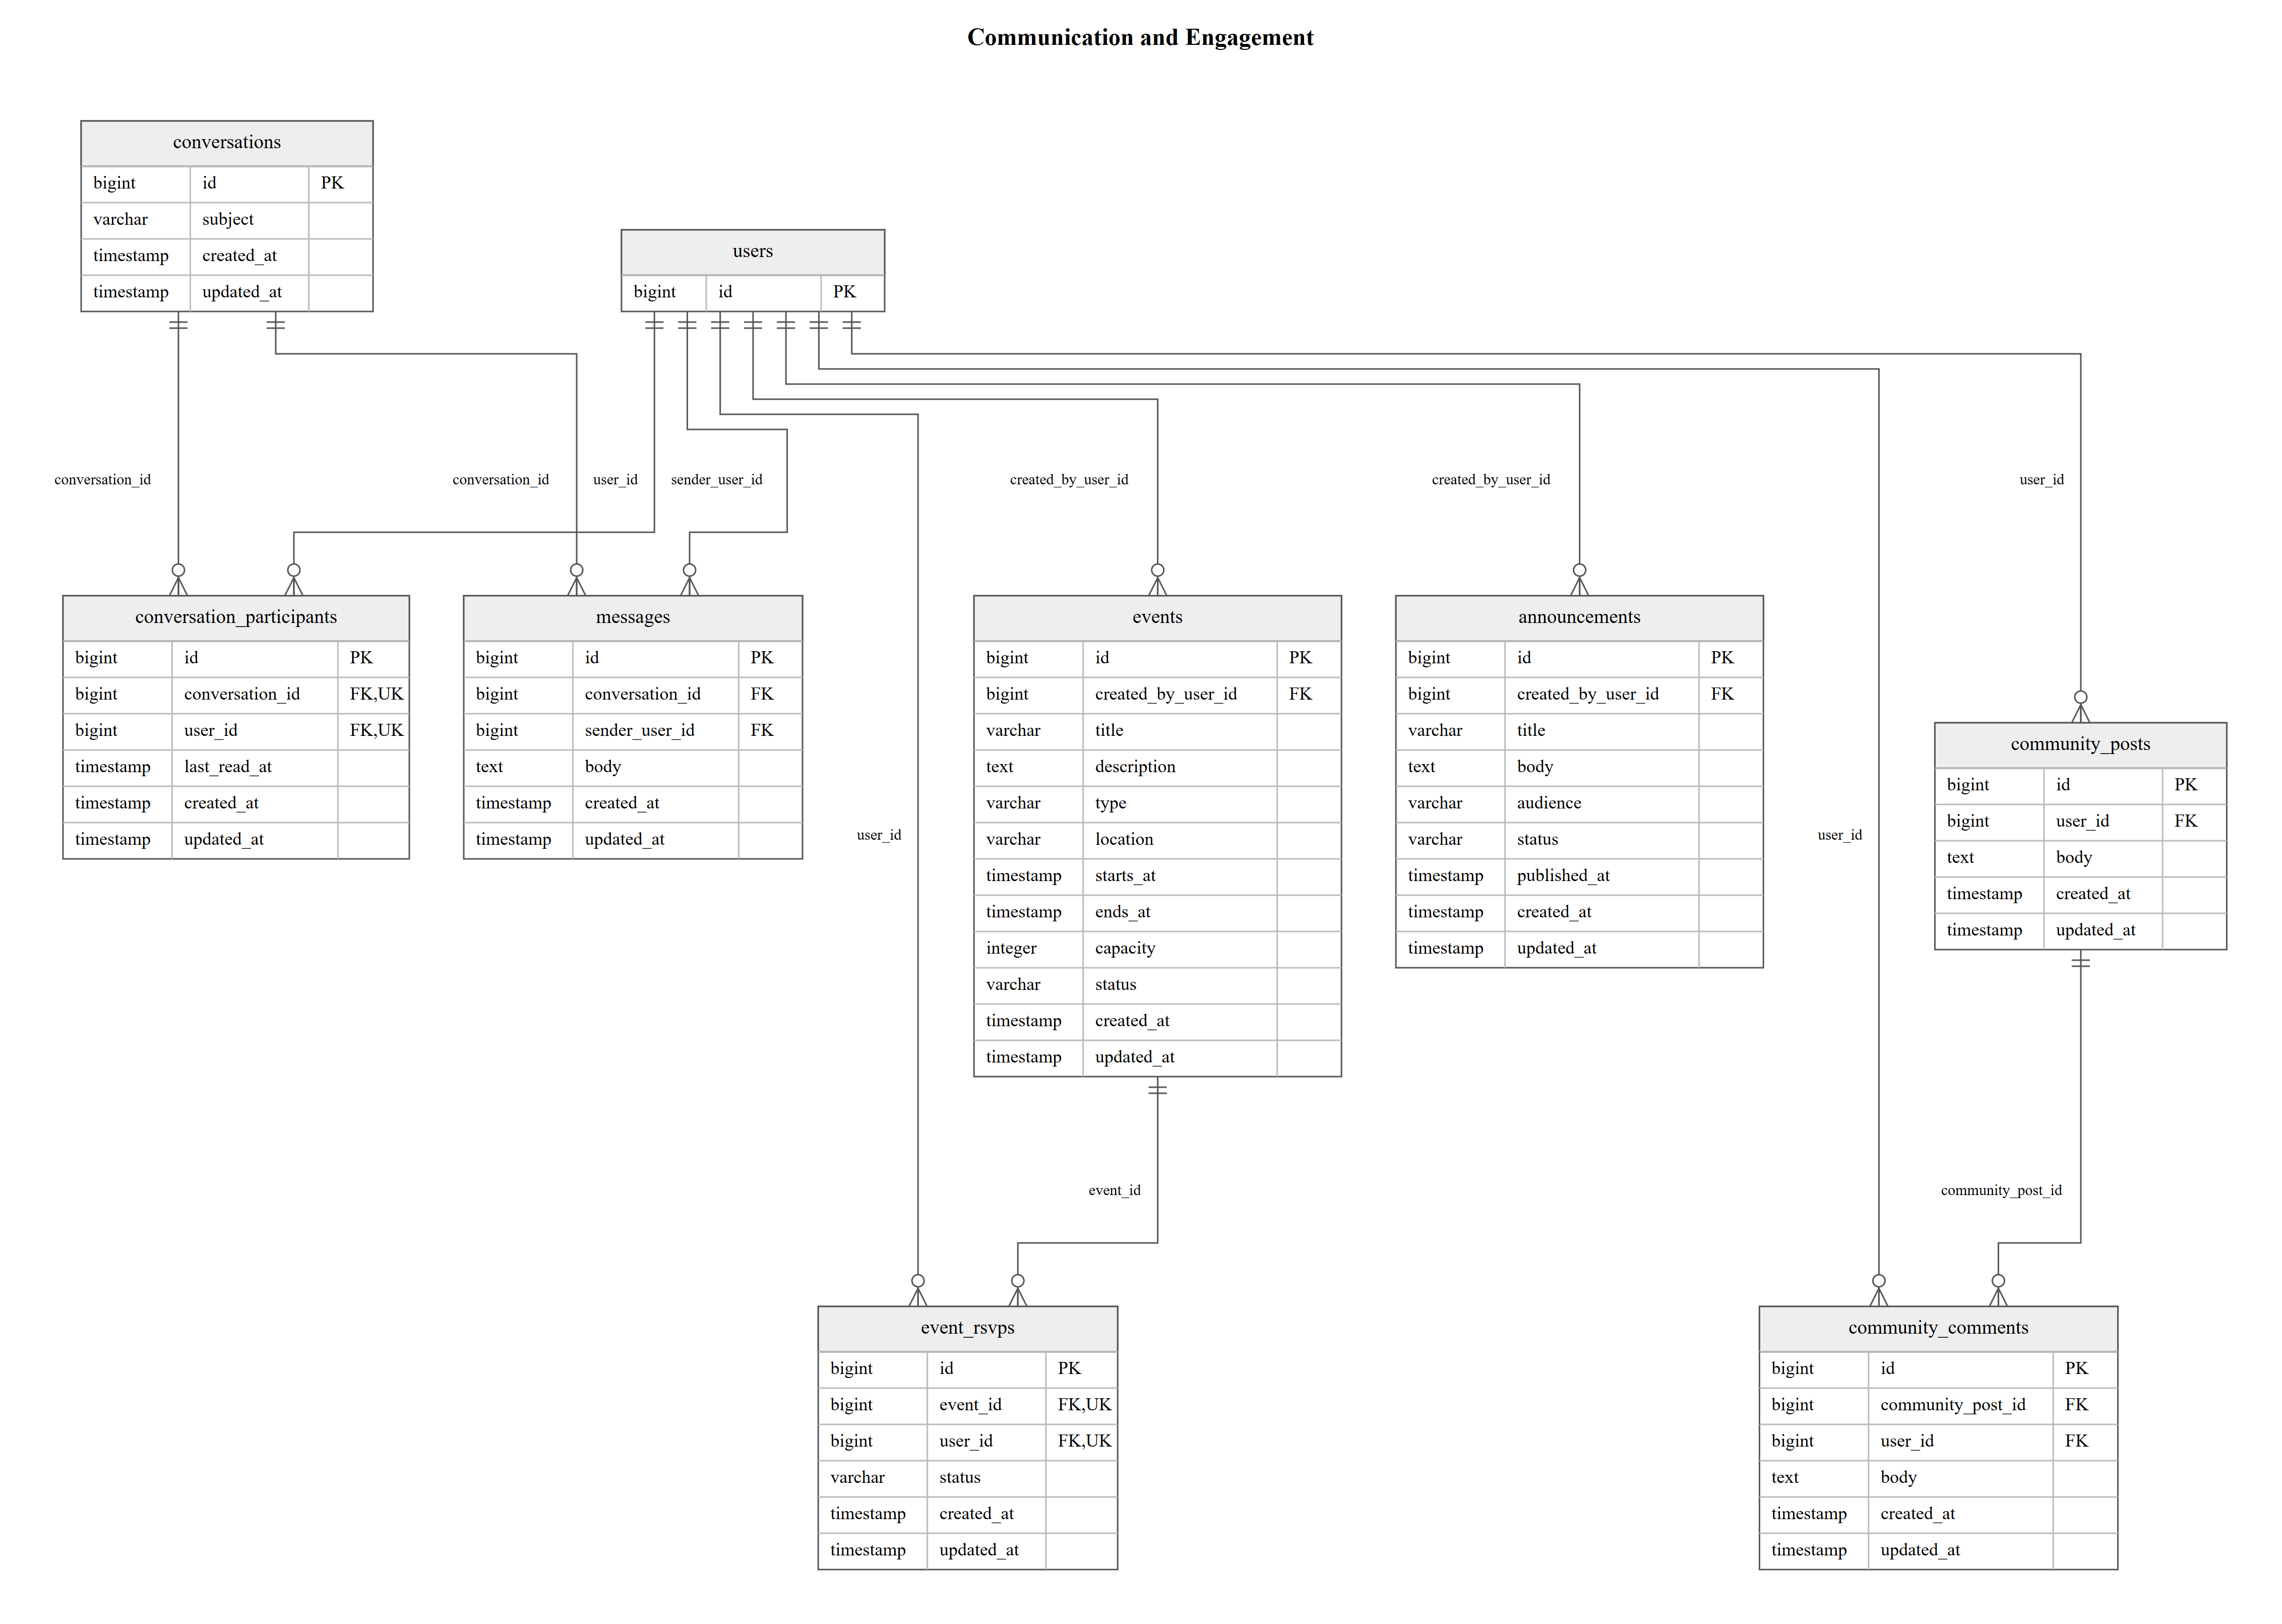 Communication and Engagement
conversations
bigint id PK
varchar subject
timestamp created_at
timestamp updated_at
users
bigint id PK
conversation_id
conversation_id
user_id
sender_user_id
created_by_user_id
created_by_user_id
user_id
conversation_participants
bigint id PK
bigint conversation_id FK,UK
bigint user_id FK,UK
timestamp last_read_at
timestamp created_at
timestamp updated_at
messages
bigint id PK
bigint conversation_id FK
bigint sender_user_id FK
text body
timestamp created_at
timestamp updated_at
user_id
events
bigint id PK
bigint created_by_user_id FK
varchar title
text description
varchar type
varchar location
timestamp starts_at
timestamp ends_at
integer capacity
varchar status
timestamp created_at
timestamp updated_at
announcements
bigint id PK
bigint created_by_user_id FK
varchar title
text body
varchar audience
varchar status
timestamp published_at
timestamp created_at
timestamp updated_at
user_id
community_posts
bigint id PK
bigint user_id FK
text body
timestamp created_at
timestamp updated_at
event_id
community_post_id
event_rsvps
bigint id PK
bigint event_id FK,UK
bigint user_id FK,UK
varchar status
timestamp created_at
timestamp updated_at
community_comments
bigint id PK
bigint community_post_id FK
bigint user_id FK
text body
timestamp created_at
timestamp updated_at